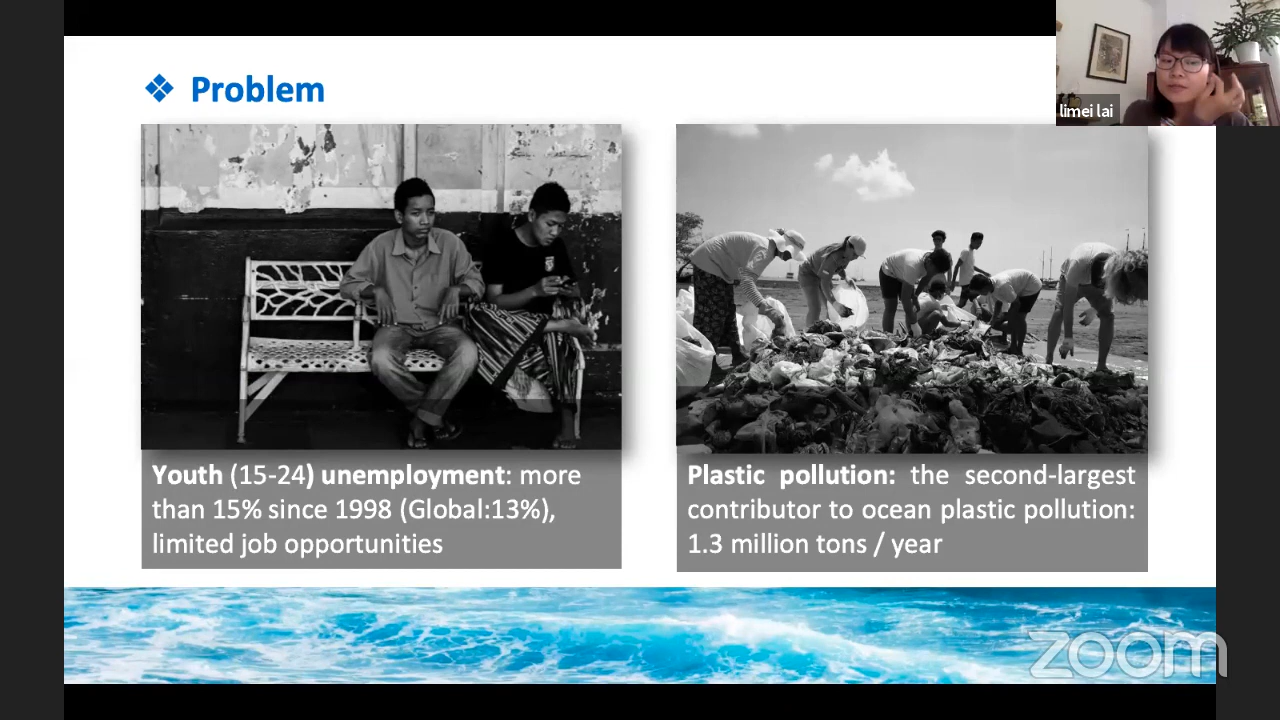 Problem
limei lai
Youth (15-24) unemployment: more
than 15% since 1998 (Global:13%),
limited job opportunities
Plastic pollution: the second-largest
contributor to ocean plastic pollution:
1.3 million tons / year
zoom